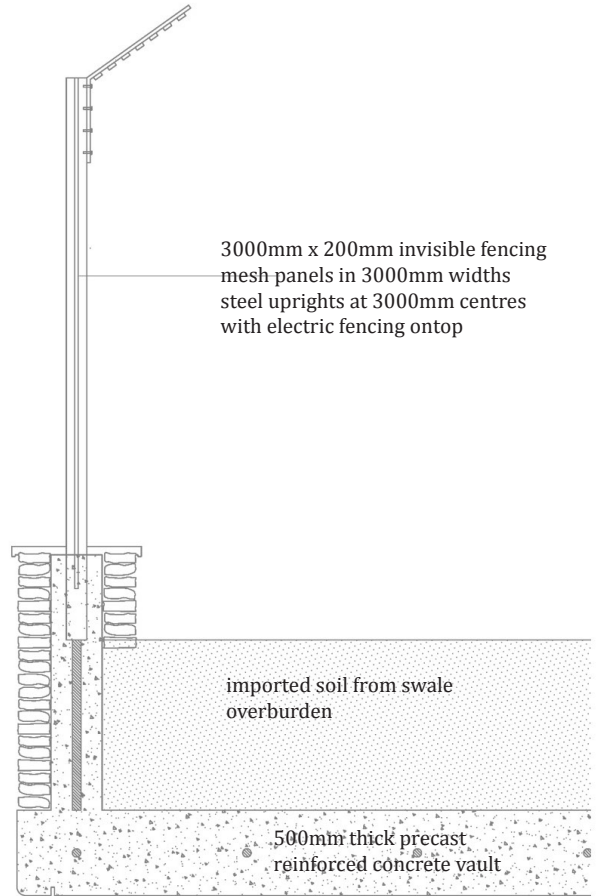 3000mm x 200mm invisible fencing
mesh panels in 3000mm widths
steel uprights at 3000mm centres
with electric fencing ontop
imported soil from swale
overburden
500mm thick precast
reinforced concrete vault